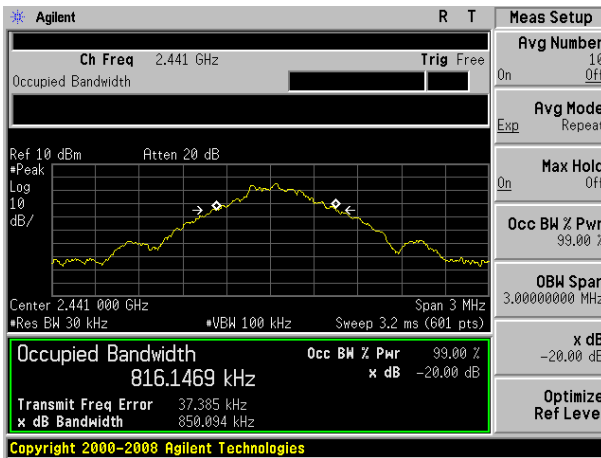 Agilent R T Meas Setup
Avg Number
10
On Off
Ch Freq 2.441 GHz Trig Free
Occupied Bandwidth
Avg Mode
Exp Repeat
Ref 10 dBm Atten 20 dB
#Peak
Log
10
dB/
Max Hold
On Off
Occ BW % Pwr
99.00 %
OBW Span
3.00000000 MHz
Center 2.441 000 GHz Span 3 MHz
#Res BW 30 kHz #VBW 100 kHz Sweep 3.2 ms (601 pts)
Occupied Bandwidth Occ BW % Pwr 99.00 %
816.1469 kHz x dB -20.00 dB
Transmit Freq Error 37.385 kHz
x dB Bandwidth 850.094 kHz
x dB
-20.00 dB
Optimize
Ref Level
Copyright 2000-2008 Agilent Technologies